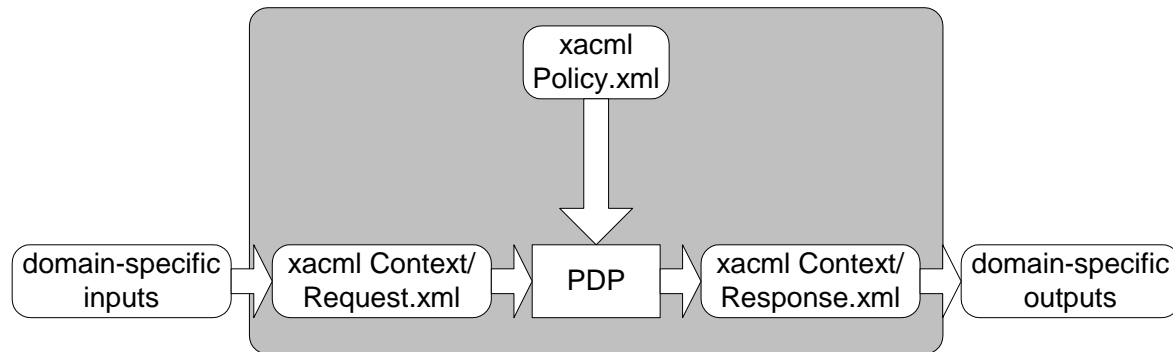 xacml
Policy.xml
domain-specific
inputs
xacml Context/
Request.xml
PDP
xacml Context/
Response.xml
domain-specific
outputs